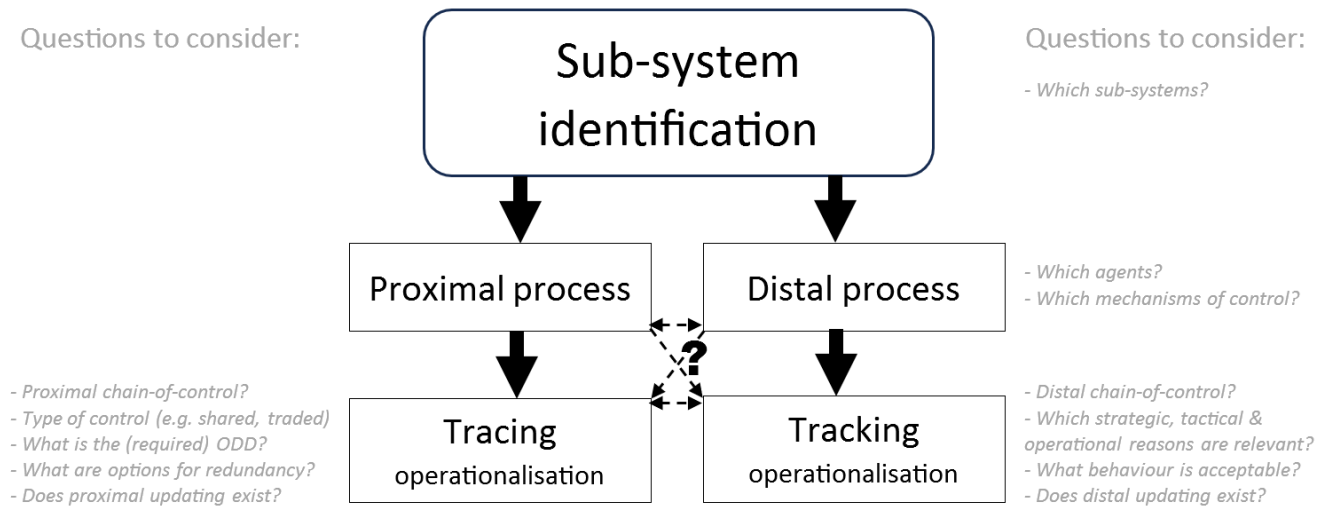 Questions to consider:
Sub-system
identification
Questions to consider:
- Which sub-systems?
Proximal process
Distal process
- Which agents?
- Which mechanisms of control?
?
- Proximal chain-of-control?
- Type of control (e.g. shared, traded)
- What is the (required) ODD?
- What are options for redundancy?
- Does proximal updating exist?
Tracing
operationalisation
Tracking
operationalisation
- Distal chain-of-control?
- Which strategic, tactical &
operational reasons are relevant?
- What behaviour is acceptable?
- Does distal updating exist?